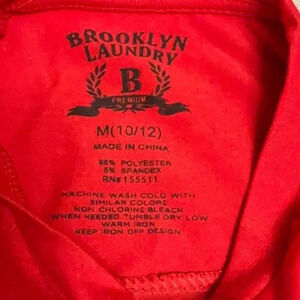 BROOKLYN
LAUNDRY
B
PREMIUM
M(10/12)
MADE IN CHINA
95% POLYESTER
5% SPANDEX
RN#155511
MACHINE WASH COLD WITH
SIMILAR COLORS
NON CHLORINE BLEACH
WHEN NEEDED TUMBLE DRY LOW
WARM IRON
KEEP IRON OFF DESIGN